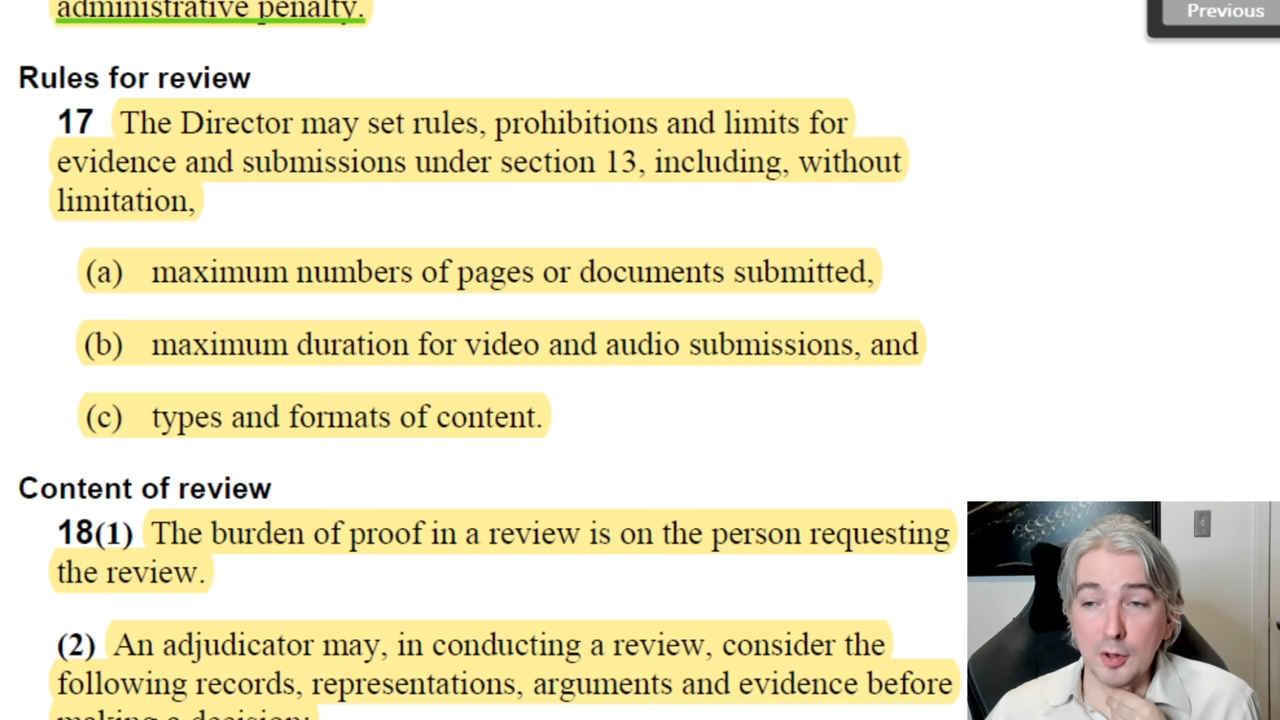 administrative penalty.
Previous
Rules for review
17 The Director may set rules, prohibitions and limits for
evidence and submissions under section 13, including, without
limitation,
(a) maximum numbers of pages or documents submitted,
(b) maximum duration for video and audio submissions, and
(c) types and formats of content.
Content of review
18(1) The burden of proof in a review is on the person requesting
the review.
(2) An adjudicator may, in conducting a review, consider the
following records, representations, arguments and evidence before
making a decision: